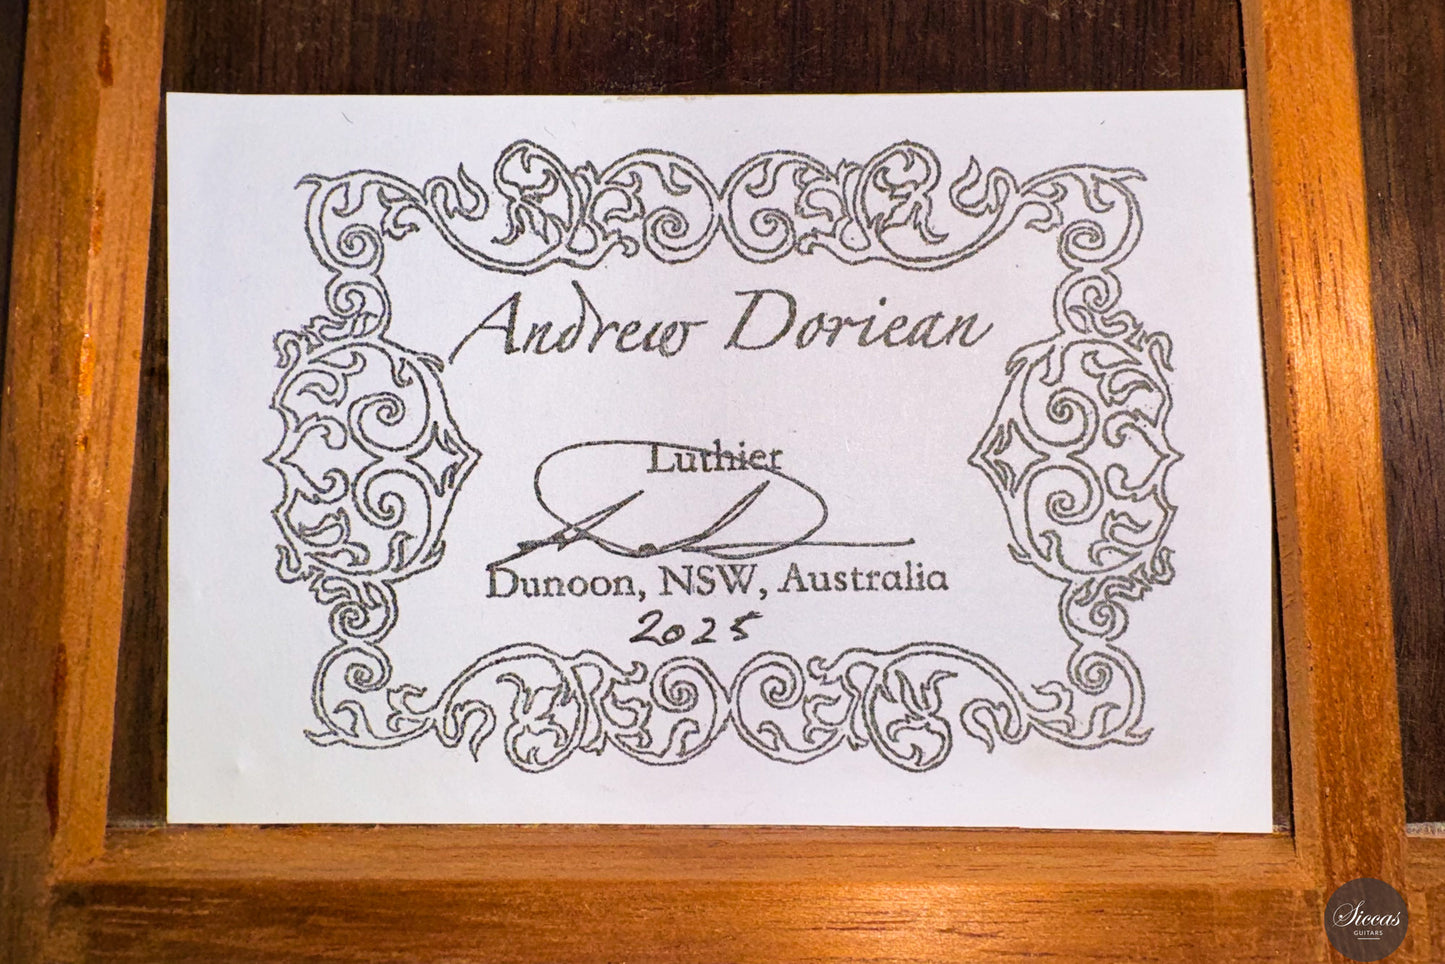 Andrew Doriean
Luthier
Dunoon, NSW, Australia
2025
Siccas
GUITARS